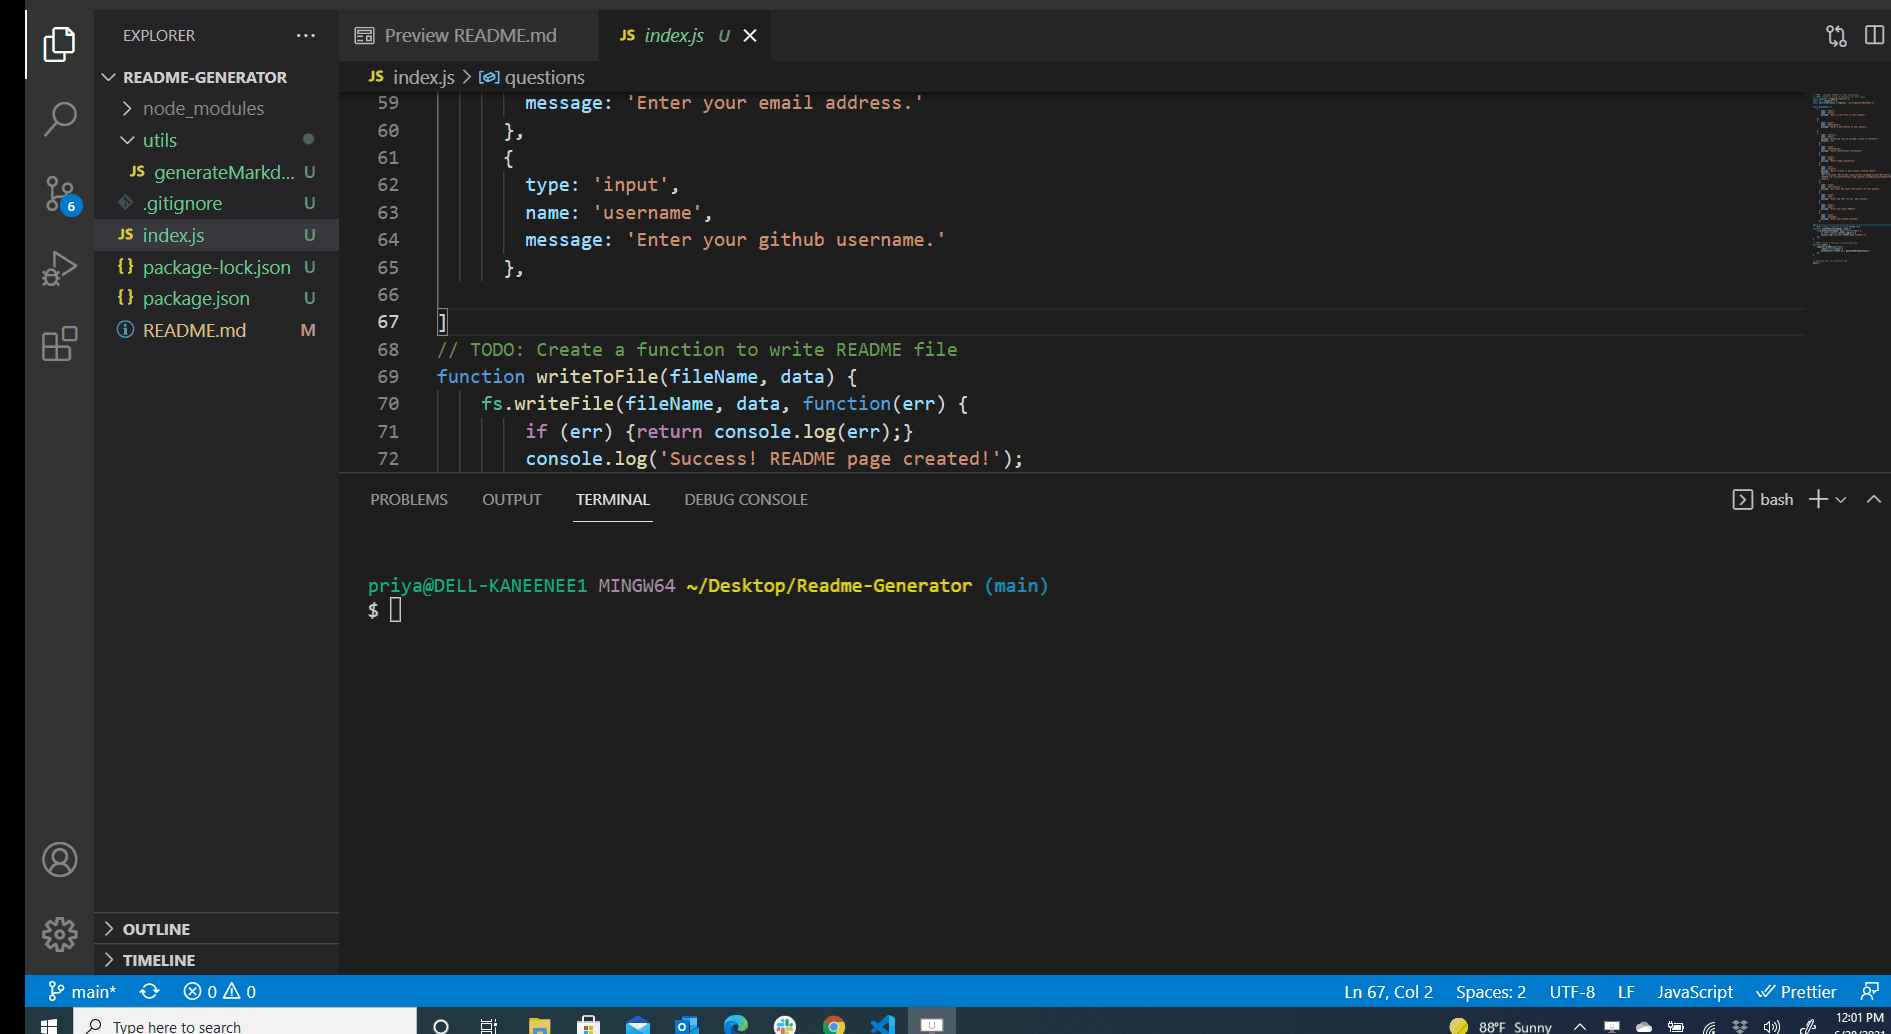 EXPLORER
···
README-GENERATOR
node_modules
utils
JS generateMarkd... U
.gitignore U
JS index.js U
{} package-lock.json U
{} package.json U
README.md M
6
OUTLINE
TIMELINE
Preview README.md
JS index.js U
JS index.js > questions
59 message: 'Enter your email address.'
60 },
61 {
62 type: 'input',
63 name: 'username',
64 message: 'Enter your github username.'
65 },
66
67 ]
68 // TODO: Create a function to write README file
69 function writeToFile(fileName, data) {
70 fs.writeFile(fileName, data, function(err) {
71 if (err) {return console.log(err);}
72 console.log('Success! README page created!');
PROBLEMS OUTPUT TERMINAL DEBUG CONSOLE
bash
priya@DELL-KANEENEE1 MINGW64 ~/Desktop/Readme-Generator (main)
$
main* 0 0
Ln 67, Col 2 Spaces: 2 UTF-8 LF JavaScript Prettier
Type here to search
88°F Sunny
12:01 PM